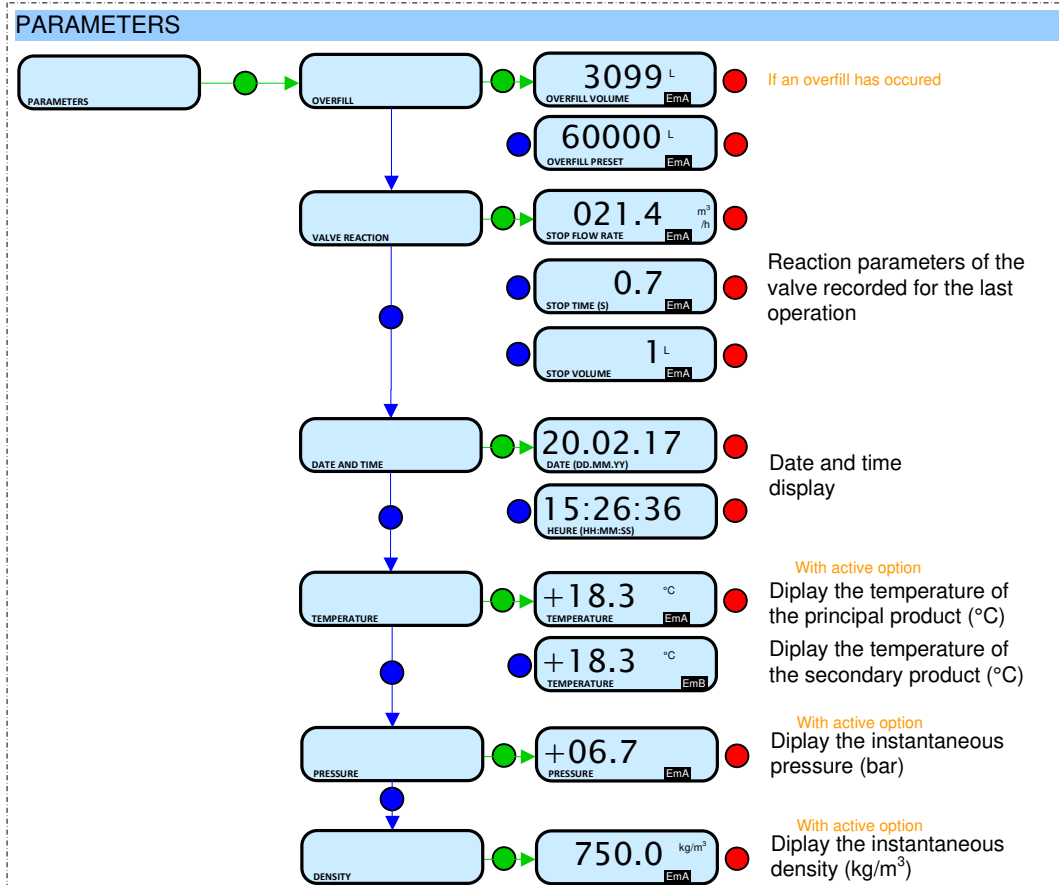 PARAMETERS
PARAMETERS
OVERFILL
3099 L
OVERFILL VOLUME EmA
If an overfill has occured
60000 L
OVERFILL PRESET EmA
VALVE REACTION
021.4 m³
/h
STOP FLOW RATE EmA
0.7
STOP TIME (S) EmA
1 L
STOP VOLUME EmA
Reaction parameters of the
valve recorded for the last
operation
DATE AND TIME
20.02.17
DATE (DD.MM.YY)
15:26:36
HEURE (HH:MM:SS)
Date and time
display
TEMPERATURE
+18.3 °C
TEMPERATURE EmA
With active option
Diplay the temperature of
the principal product (°C)
+18.3 °C
TEMPERATURE EmB
Diplay the temperature of
the secondary product (°C)
PRESSURE
+06.7
PRESSURE EmA
With active option
Diplay the instantaneous
pressure (bar)
DENSITY
750.0 kg/m³
EmA
With active option
Diplay the instantaneous
density (kg/m³)